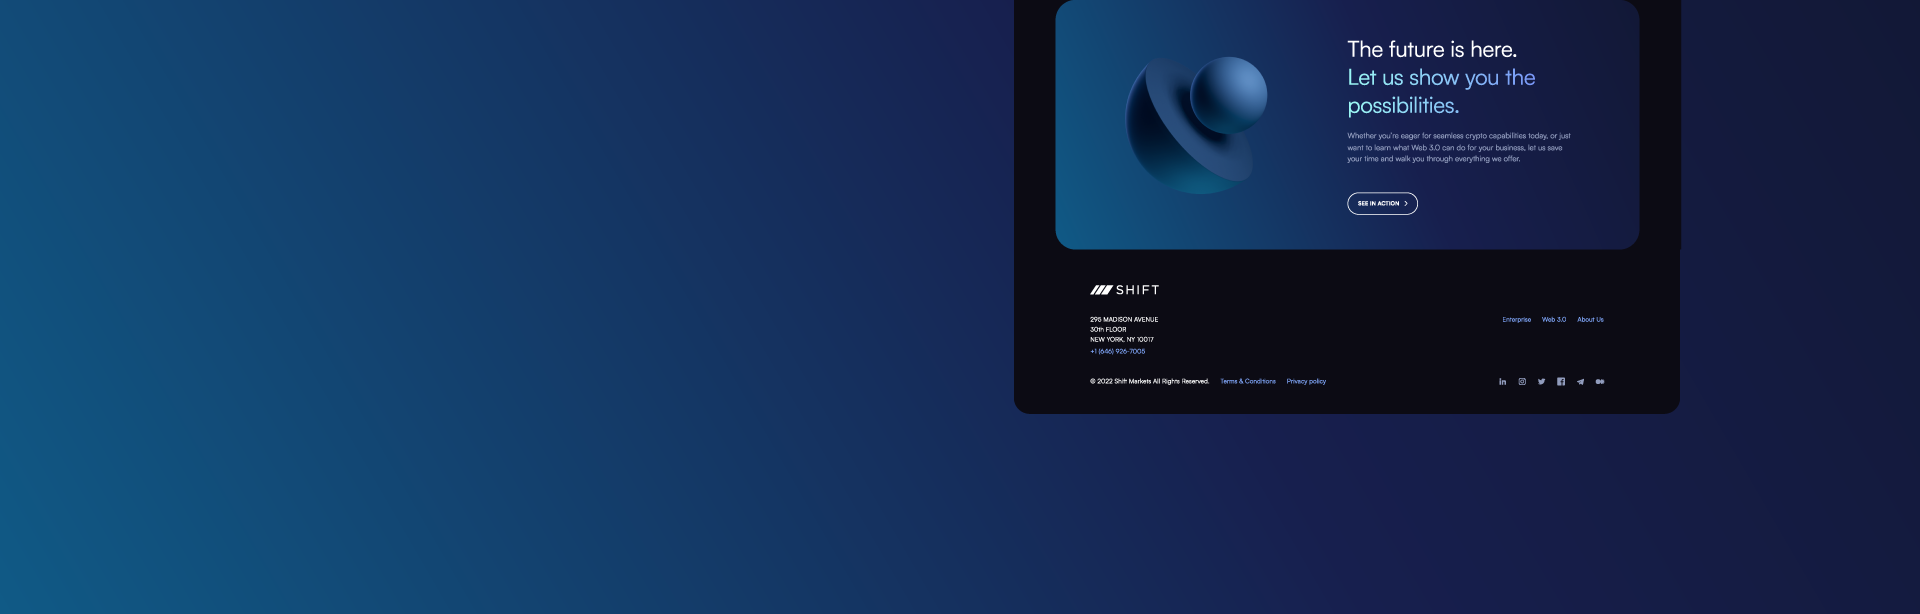 The future is here.
Let us show you the
possibilities.
Whether you're eager for seamless crypto capabilities today, or just
want to learn what Web 3.0 can do for your business, let us save
your time and walk you through everything we offer.
SEE IN ACTION
SHIFT
295 MADISON AVENUE
30th FLOOR
NEW YORK, NY 10017
+1 (646) 926-7005
Enterprise Web 3.0 About Us
© 2022 Shift Markets All Rights Reserved. Terms & Conditions Privacy policy